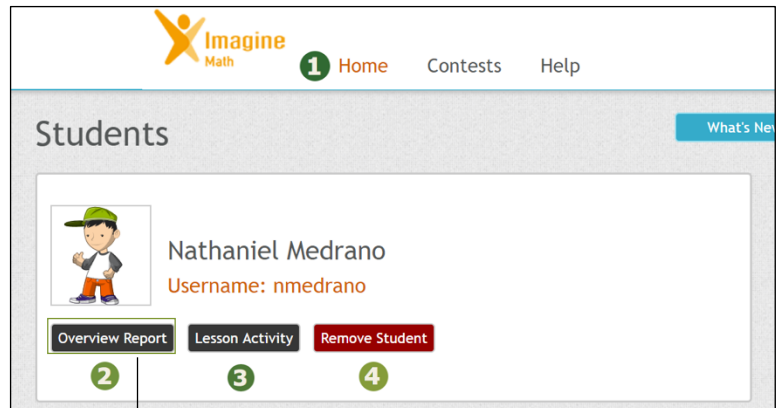 Imagine
Math
1 Home Contests Help
Students
What's Ne
Nathaniel Medrano
Username: nmedrano
Overview Report Lesson Activity Remove Student
2 3 4